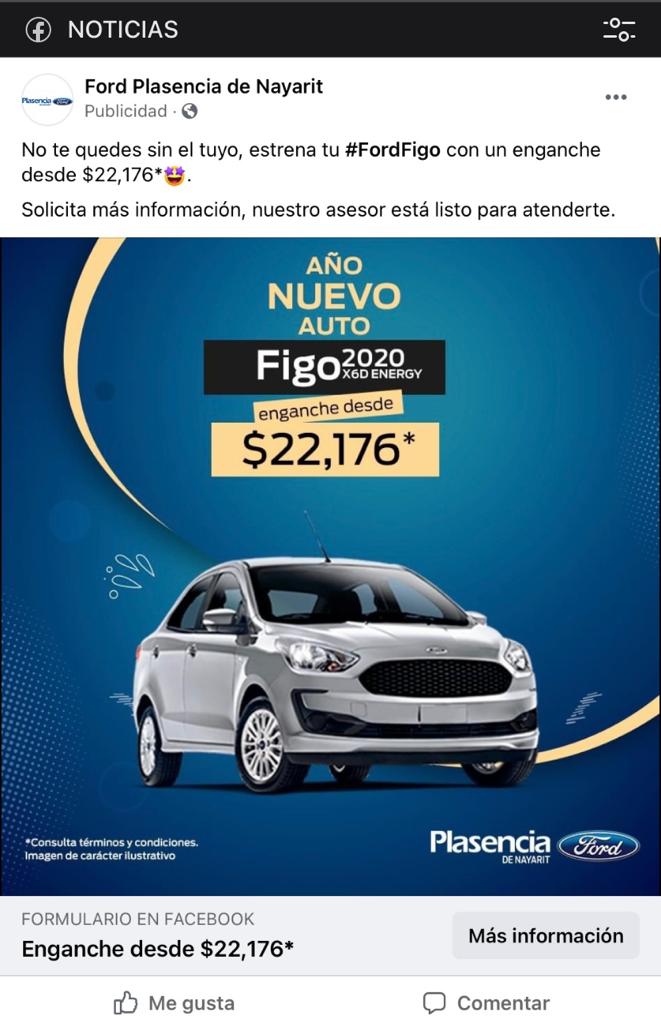 NOTICIAS
Ford Plasencia de Nayarit
Publicidad ·
Plasencia Ford
No te quedes sin el tuyo, estrena tu #FordFigo con un enganche
desde $22,176*🤩.
Solicita más información, nuestro asesor está listo para atenderte.
AÑO
NUEVO
AUTO
Figo 2020
X6D ENERGY
enganche desde
$22,176*
*Consulta términos y condiciones.
Imagen de carácter ilustrativo
Plasencia Ford
DE NAYARIT
FORMULARIO EN FACEBOOK
Enganche desde $22,176*
Más información
Me gusta
Comentar